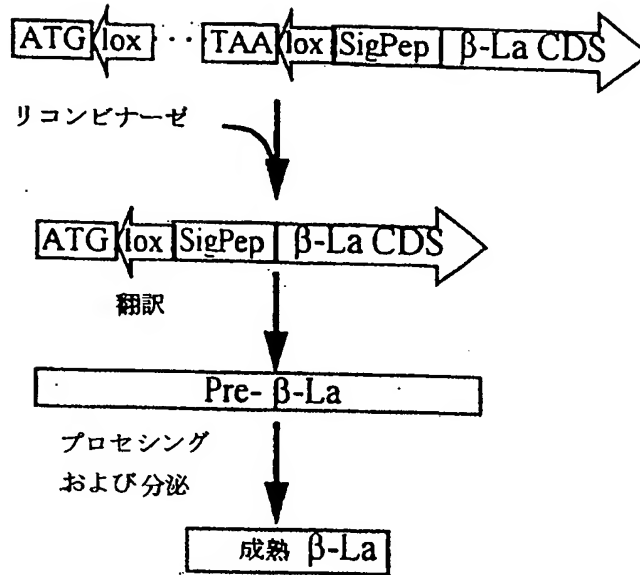 ATG lox ·· TAA lox SigPep β-La CDS
リコンビナーゼ
ATG lox SigPep β-La CDS
翻訳
Pre- β-La
プロセシング
および分泌
成熟 β-La